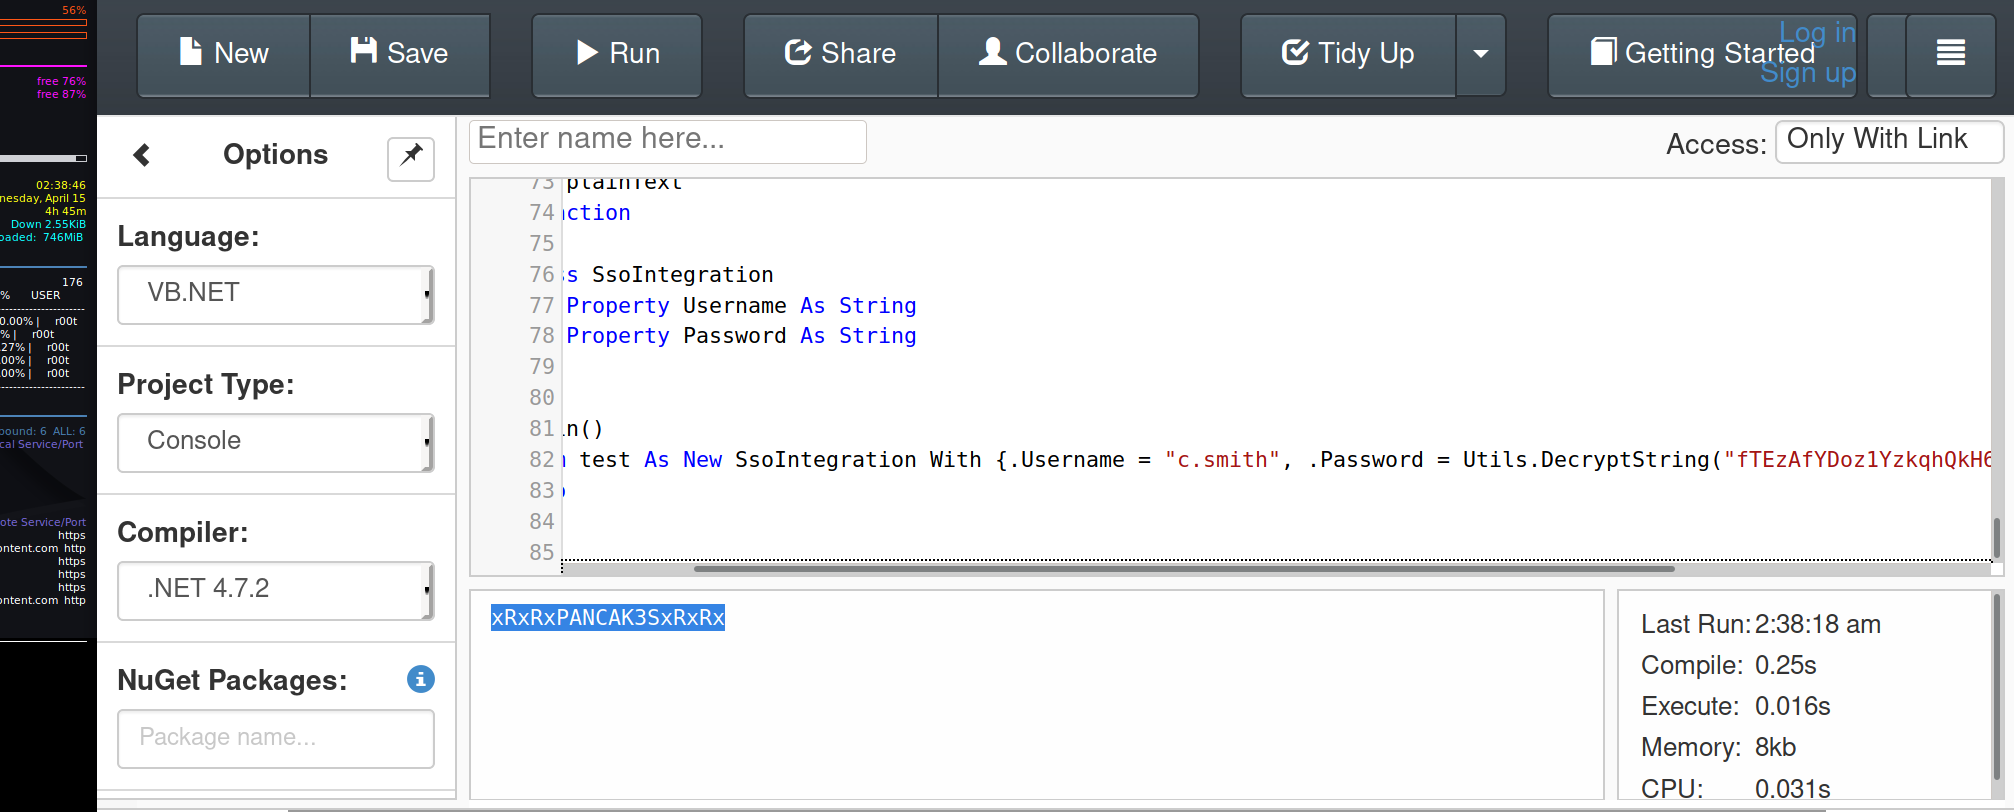 56%
free 76%
free 87%
02:38:46
nesday, April 15
4h 45m
Down 2.55KiB
oaded: 746MiB
176
% USER
0.00% | r00t
% | r00t
.27% | r00t
.00% | r00t
.00% | r00t
bound: 6 ALL: 6
cal Service/Port
ote Service/Port
https
ontent.com http
https
https
https
ontent.com http
New
Save
Run
Share
Collaborate
Tidy Up
Getting Started
Log in
Sign up
Options
Language:
VB.NET
Project Type:
Console
Compiler:
.NET 4.7.2
NuGet Packages:
Package name...
Enter name here...
Access: Only With Link
73 plainText
74 ction
75
76 s SsoIntegration
77 Property Username As String
78 Property Password As String
79
80
81 n()
82 test As New SsoIntegration With {.Username = "c.smith", .Password = Utils.DecryptString("fTEzAfYDoz1YzkqhQkH6
83
84
85
xRxRxPANCAK3SxRxRx
Last Run: 2:38:18 am
Compile: 0.25s
Execute: 0.016s
Memory: 8kb
CPU: 0.031s